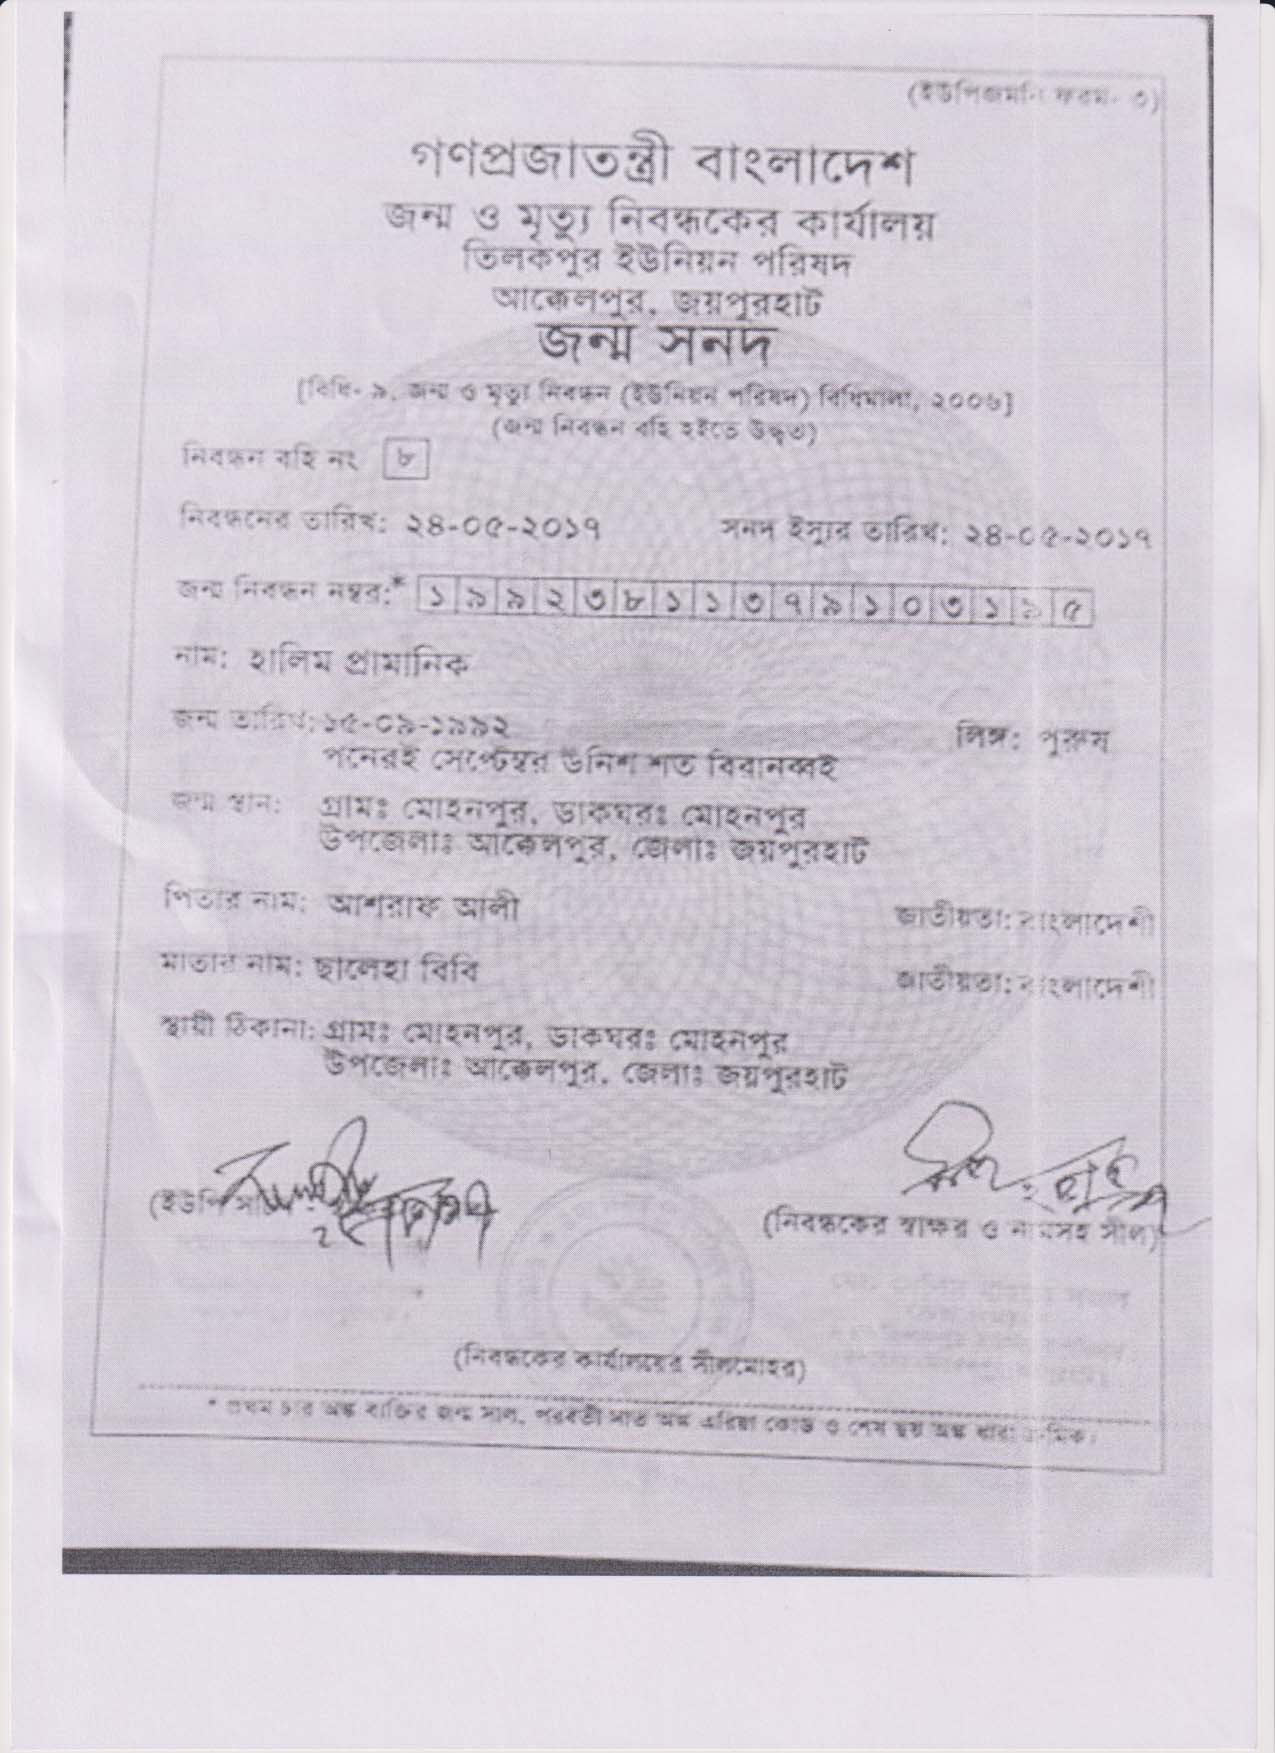 (ইউপিজমনি ফরম- ৩)
গণপ্রজাতন্ত্রী বাংলাদেশ
জন্ম ও মৃত্যু নিবন্ধকের কার্যালয়
তিলকপুর ইউনিয়ন পরিষদ
আক্কেলপুর, জয়পুরহাট
জন্ম সনদ
[বিধি- ৯, জন্ম ও মৃত্যু নিবন্ধন (ইউনিয়ন পরিষদ) বিধিমালা, ২০০৬]
(জন্ম নিবন্ধন বহি হইতে উদ্ধৃত)
নিবন্ধন বহি নং ৮
নিবন্ধনের তারিখ: ২৪-০৫-২০১৭ সনদ ইস্যুর তারিখ: ২৪-০৫-২০১৭
জন্ম নিবন্ধন নম্বর:* ১৯৯২৩৮১১৩৭৯১০৩১৯৫
নাম: হালিম প্রামানিক
জন্ম তারিখ: ১৫-০৯-১৯৯২ লিঙ্গ: পুরুষ
পনেরই সেপ্টেম্বর উনিশ শত বিরানব্বই
জন্ম স্থান: গ্রামঃ মোহনপুর, ডাকঘরঃ মোহনপুর
উপজেলাঃ আক্কেলপুর, জেলাঃ জয়পুরহাট
পিতার নাম: আশরাফ আলী জাতীয়তা: বাংলাদেশী
মাতার নাম: ছালেহা বিবি জাতীয়তা: বাংলাদেশী
স্থায়ী ঠিকানা: গ্রামঃ মোহনপুর, ডাকঘরঃ মোহনপুর
উপজেলাঃ আক্কেলপুর, জেলাঃ জয়পুরহাট
(ইউপি (নিবন্ধকের স্বাক্ষর ও নামসহ সীল)
(নিবন্ধকের কার্যালয়ের সীলমোহর)
* প্রথম চার অঙ্ক ব্যক্তির জন্ম সাল, পরবর্তী সাত অঙ্ক এরিয়া কোড ও শেষ ছয় অঙ্ক ধারাক্রমিক।